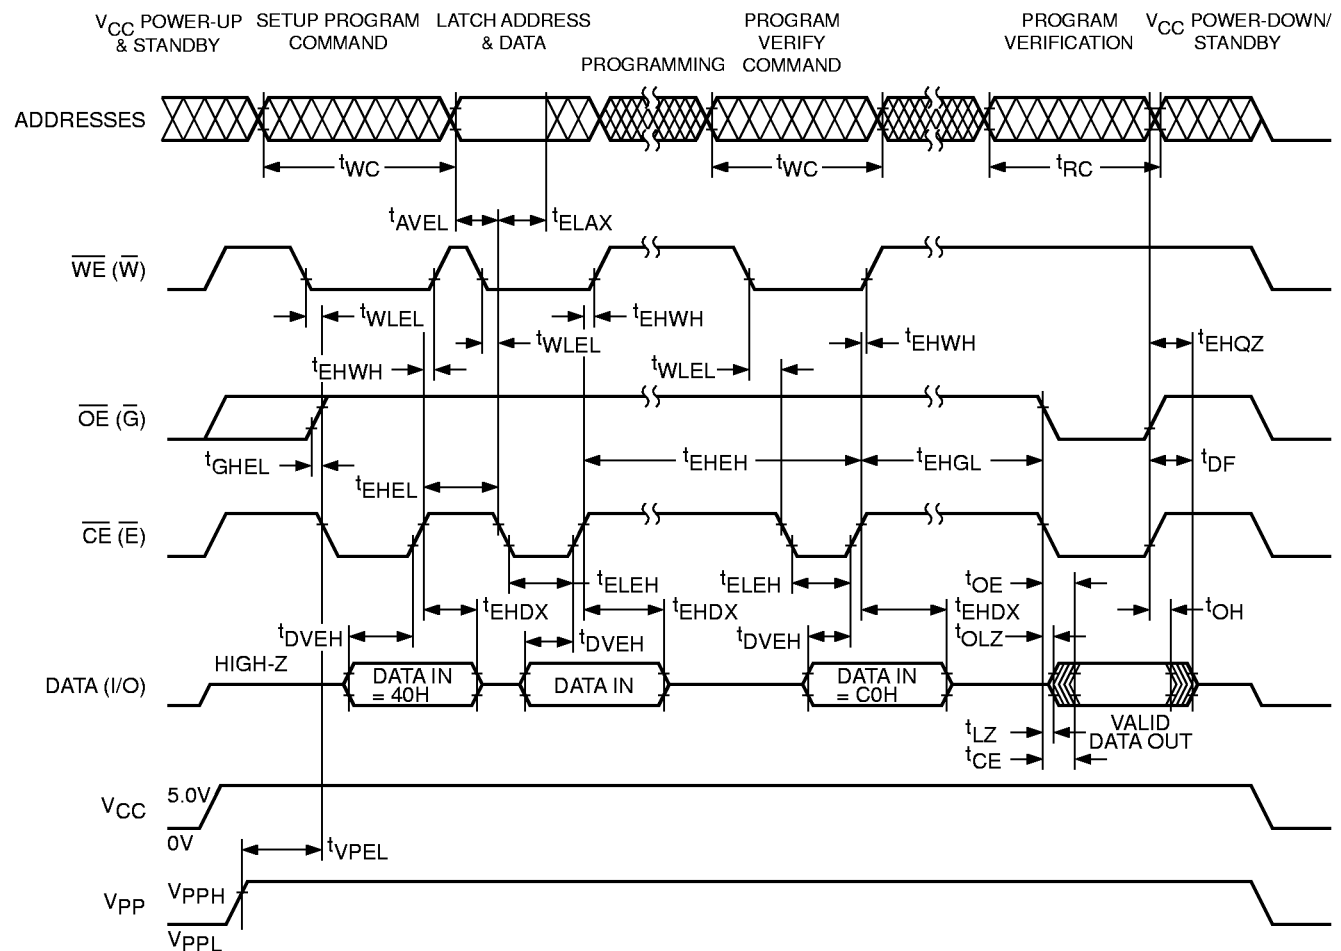 VCC POWER-UP & STANDBY
SETUP PROGRAM COMMAND
LATCH ADDRESS & DATA
PROGRAMMING
PROGRAM VERIFY COMMAND
PROGRAM VERIFICATION
VCC POWER-DOWN/ STANDBY
ADDRESSES
tWC
tWC
tRC
tAVEL
tELAX
WE (W)
tWLEL
tEHWH
tWLEL
tEHWH
tEHQZ
tEHWH
tWLEL
OE (G)
tGHEL
tEHEH
tEHGL
tDF
tEHEL
CE (E)
tELEH
tELEH
tOE
tEHDX
tEHDX
tEHDX
tOH
tDVEH
tDVEH
tDVEH
tOLZ
HIGH-Z
DATA (I/O)
DATA IN = 40H
DATA IN
DATA IN = C0H
VALID DATA OUT
tLZ
tCE
VCC
5.0V
0V
tVPEL
VPP
VPPH
VPPL